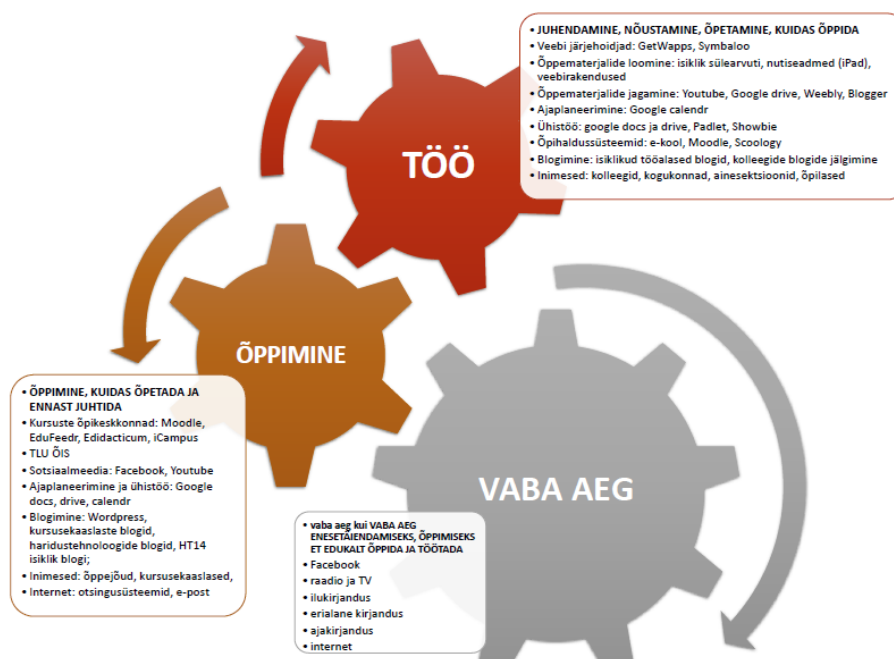 • JUHENDAMINE, NÕUSTAMINE, ÕPETAMINE, KUIDAS ÕPPIDA
• Veebi järjehoidjad: GetWapps, Symbaloo
• Õppematerjalide loomine: isiklik sülearvuti, nutiseadmed (iPad),
veebirakendused
• Õppematerjalide jagamine: Youtube, Google drive, Weebly, Blogger
• Ajaplaneerimine: Google calendr
• Ühistöö: google docs ja drive, Padlet, Showbie
• Õpihaldussüsteemid: e-kool, Moodle, Scoology
• Blogimine: isiklikud tööalased blogid, kolleegide blogide jälgimine
• Inimesed: kolleegid, kogukonnad, ainesektsioonid, õpilased
TÖÖ
ÕPPIMINE
• ÕPPIMINE, KUIDAS ÕPETADA JA
ENNAST JUHTIDA
• Kursuste õpikeskkonnad: Moodle,
EduFeedr, Edidacticum, iCampus
• TLU ÕIS
• Sotsiaalmeedia: Facebook, Youtube
• Ajaplaneerimine ja ühistöö: Google
docs, drive, calendr
• Blogimine: Wordpress,
kursusekaaslaste blogid,
haridustehnoloogide blogid, HT14
isiklik blogi;
• Inimesed: õppejõud, kursusekaaslased,
• Internet: otsingusüsteemid, e-post
VABA AEG
• vaba aeg kui VABA AEG
ENESETÄIENDAMISEKS, ÕPPIMISEKS
ET EDUKALT ÕPPIDA JA TÖÖTADA
• Facebook
• raadio ja TV
• ilukirjandus
• erialane kirjandus
• ajakirjandus
• internet